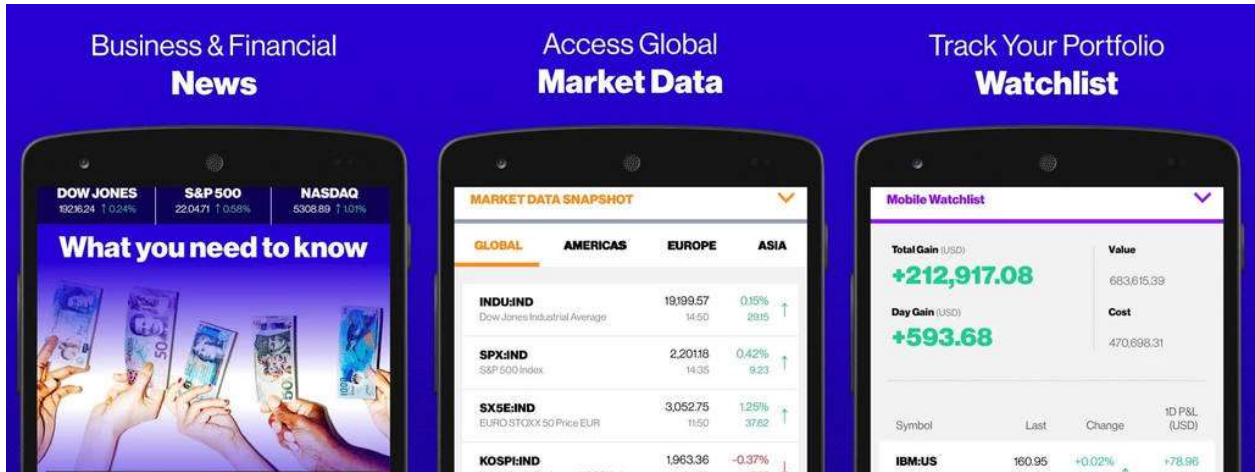 Business & Financial
News
DOW JONES
19216.24 ↑ 0.24%
S&P 500
22.04.71 ↑ 0.58%
NASDAQ
5308.89 ↑ 1.01%
What you need to know
50
50
1000
Access Global
Market Data
MARKET DATA SNAPSHOT
GLOBAL AMERICAS EUROPE ASIA
INDU:IND 19,199.57 0.15% ↑
Dow Jones Industrial Average 14:50 29.15
SPX:IND 2,201.18 0.42% ↑
S&P 500 Index 14:35 9.23
SX5E:IND 3,052.75 1.25% ↑
EURO STOXX 50 Price EUR 11:50 37.62
KOSPI:IND 1,963.36 -0.37% ↓
Track Your Portfolio
Watchlist
Mobile Watchlist
Total Gain (USD) Value
+212,917.08 683,615.39
Day Gain (USD) Cost
+593.68 470,698.31
Symbol Last Change 1D P&L (USD)
IBM:US 160.95 +0.02% ↑ +78.96